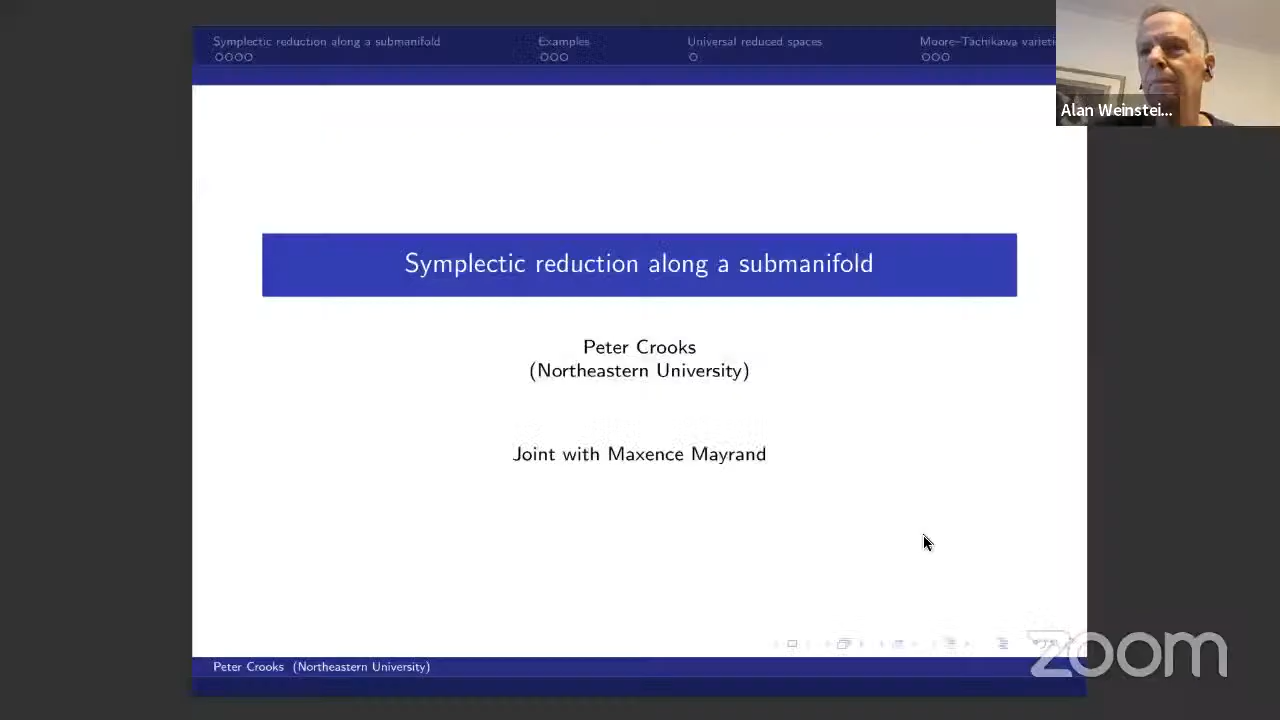 Symplectic reduction along a submanifold
Examples
Universal reduced spaces
Moore–Tachikawa varieti
Alan Weinstei...
Symplectic reduction along a submanifold
Peter Crooks
(Northeastern University)
Joint with Maxence Mayrand
Peter Crooks (Northeastern University)
zoom